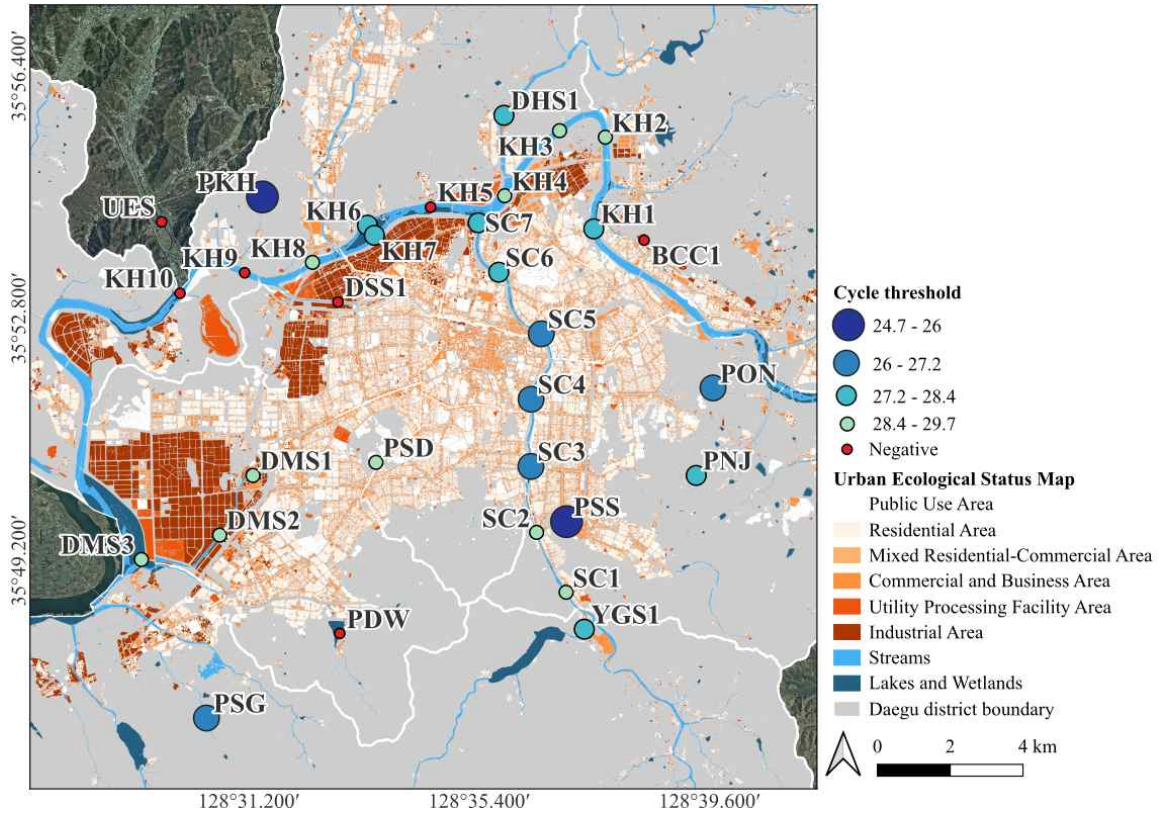 35°56.400′
35°52.800′
35°49.200′
128°31.200′
128°35.400′
128°39.600′
DHS1
KH3
KH2
PKH
KH5
KH4
UES
KH6
SC7
KH1
KH8
KH7
BCC1
KH9
SC6
KH10
DSS1
SC5
PON
SC4
DMS1
PSD
SC3
PNJ
PSS
DMS2
SC2
DMS3
SC1
YGS1
PDW
PSG
Cycle threshold
24.7 - 26
26 - 27.2
27.2 - 28.4
28.4 - 29.7
Negative
Urban Ecological Status Map
Public Use Area
Residential Area
Mixed Residential-Commercial Area
Commercial and Business Area
Utility Processing Facility Area
Industrial Area
Streams
Lakes and Wetlands
Daegu district boundary
0 2 4 km